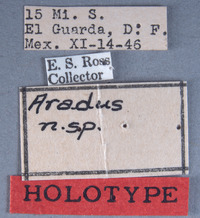 15 Mi. S.
El Guarda, D. F.
Mex. XI-14-46
E. S. Ross
Collector
Aradus
n.sp.
HOLOTYPE